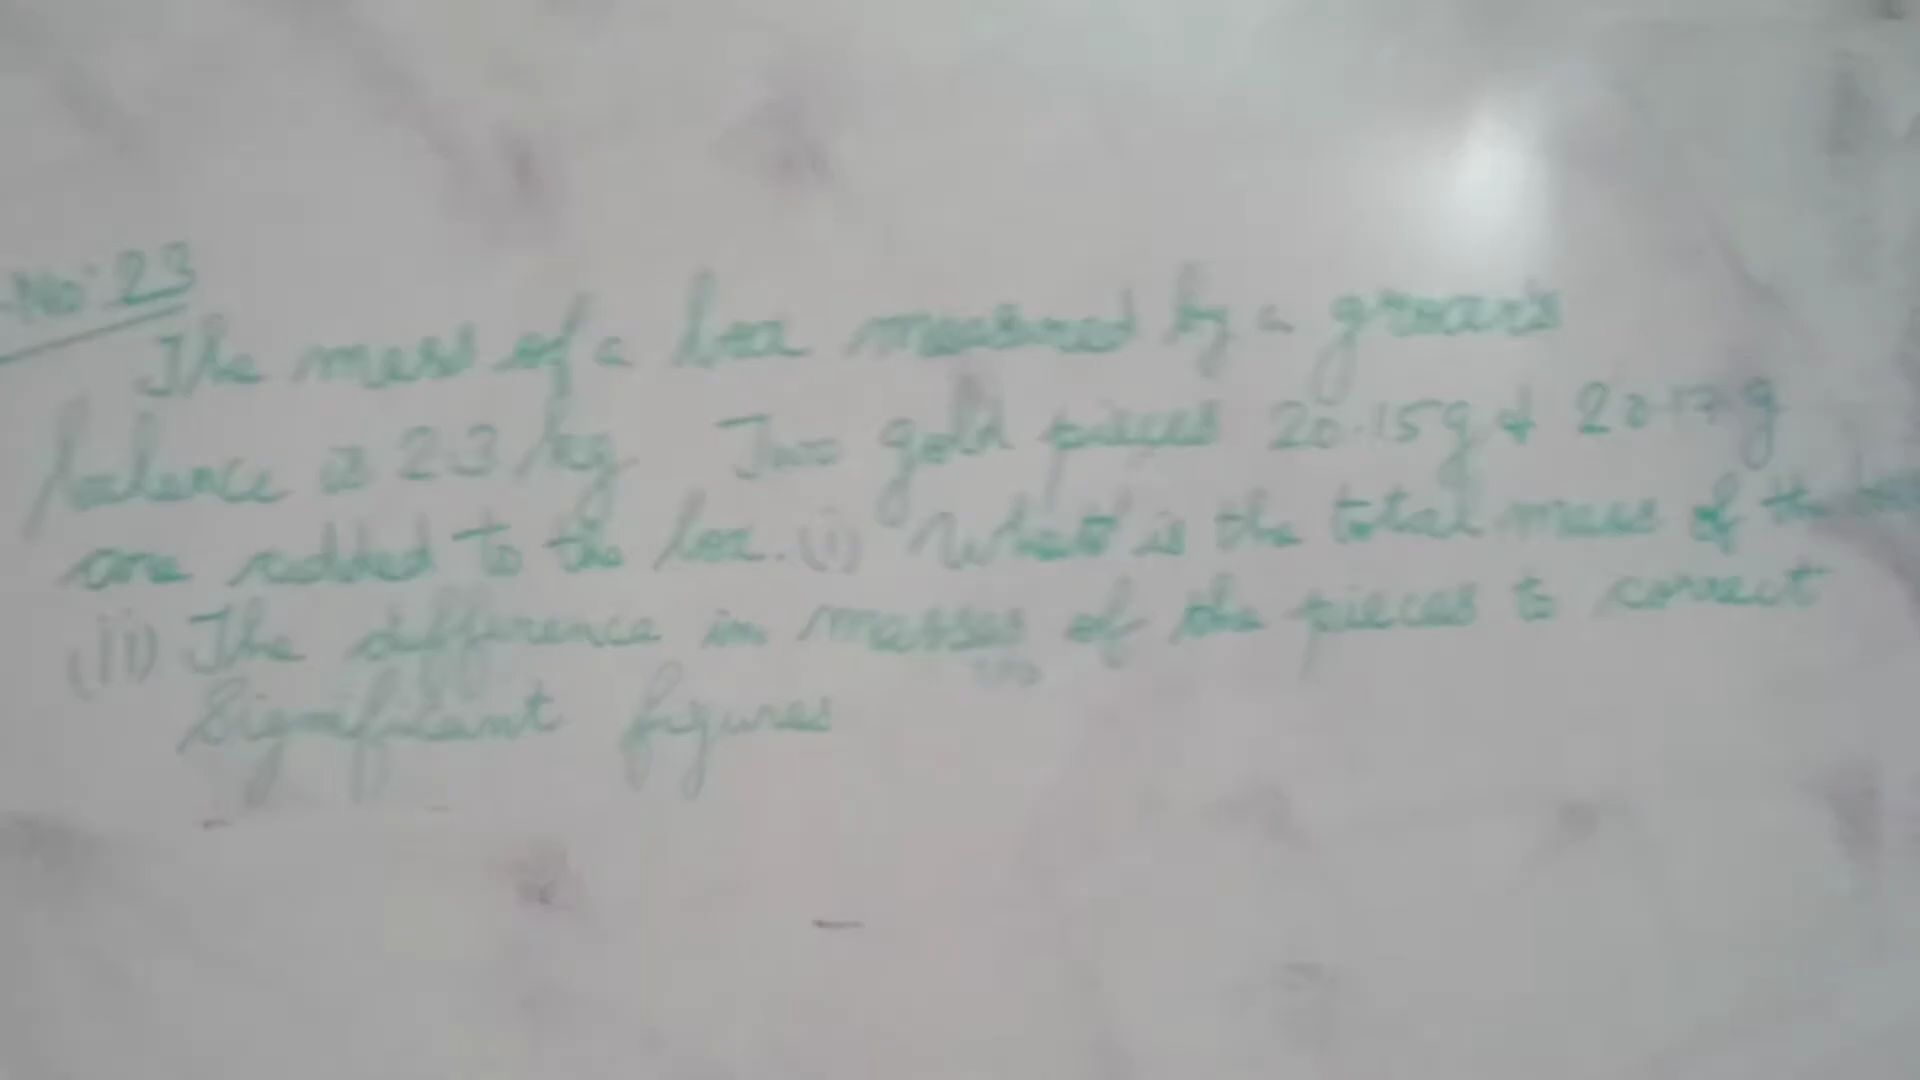 No: 23
The mass of a box measured by a grocer's
balance is 2.3 kg. Two gold pieces 20.15g & 20.17g
are added to the box. (i) What is the total mass of the
(ii) The difference in masses of the pieces to correct
Significant figures